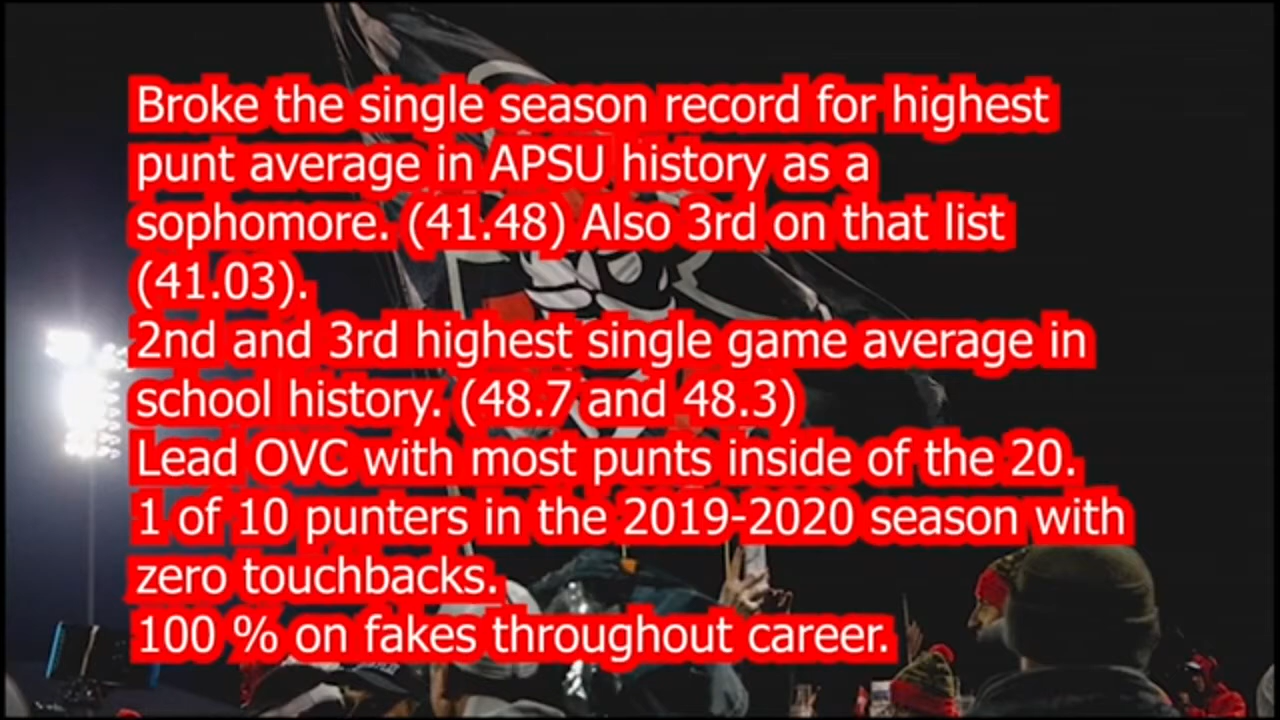 Broke the single season record for highest
punt average in APSU history as a
sophomore. (41.48) Also 3rd on that list
(41.03).
2nd and 3rd highest single game average in
school history. (48.7 and 48.3)
Lead OVC with most punts inside of the 20.
1 of 10 punters in the 2019-2020 season with
zero touchbacks.
100 % on fakes throughout career.